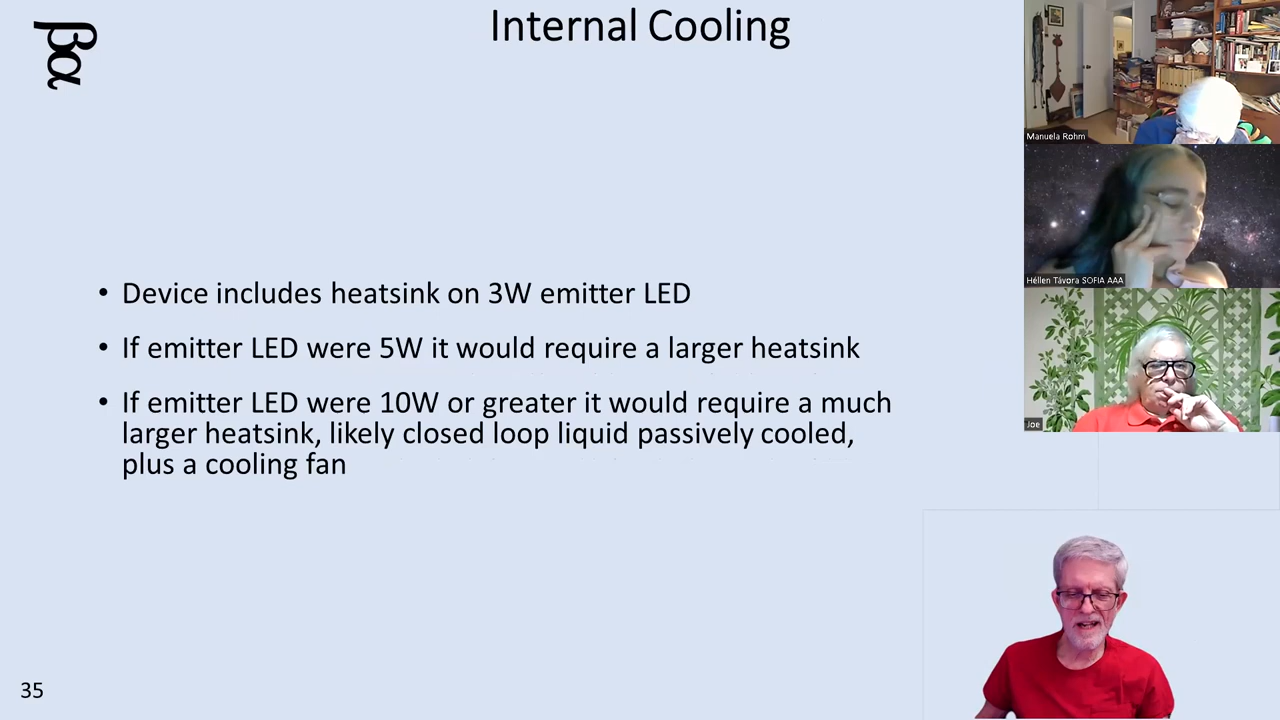 Internal Cooling
βα
• Device includes heatsink on 3W emitter LED
• If emitter LED were 5W it would require a larger heatsink
• If emitter LED were 10W or greater it would require a much
larger heatsink, likely closed loop liquid passively cooled,
plus a cooling fan
35
Manuela Rohm
Héllen Távora SOFIA AAA
Joe